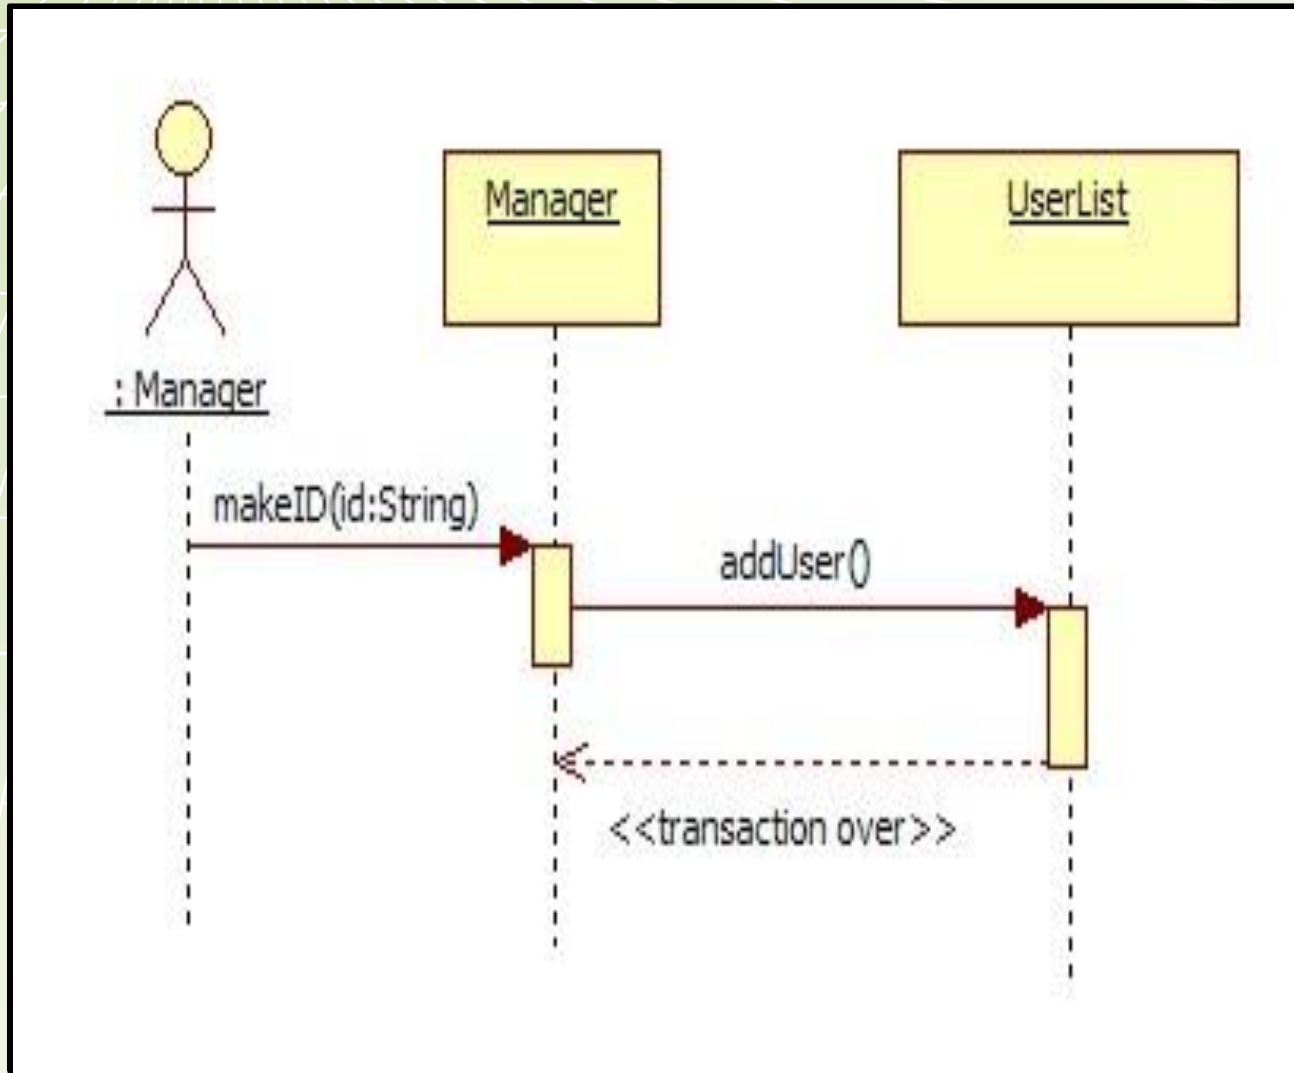 Manager
UserList
: Manager
makeID(id:String)
addUser()
<<transaction over>>